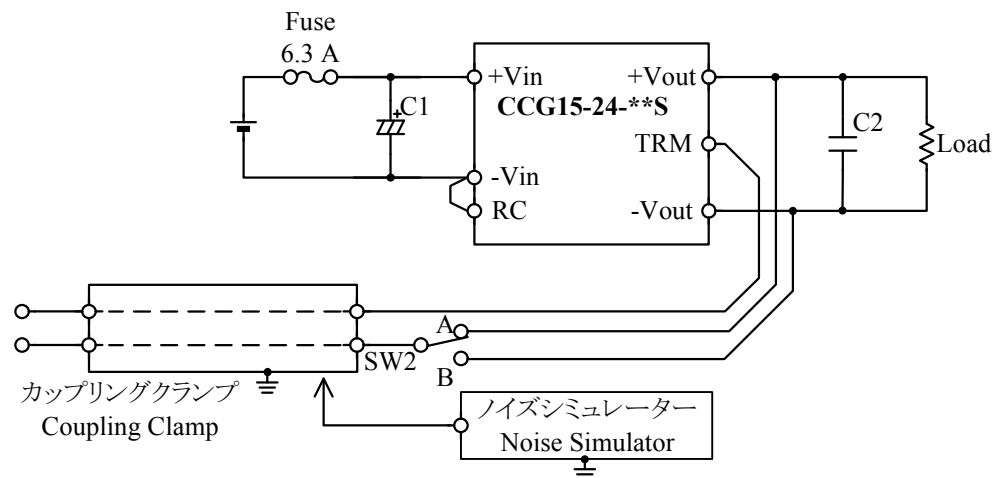 Fuse
6.3 A
+Vin
+Vout
C1
+
CCG15-24-**S
C2
TRM
Load
-Vin
RC
-Vout
A
SW2
B
カップリングクランプ
Coupling Clamp
ノイズシミュレーター
Noise Simulator